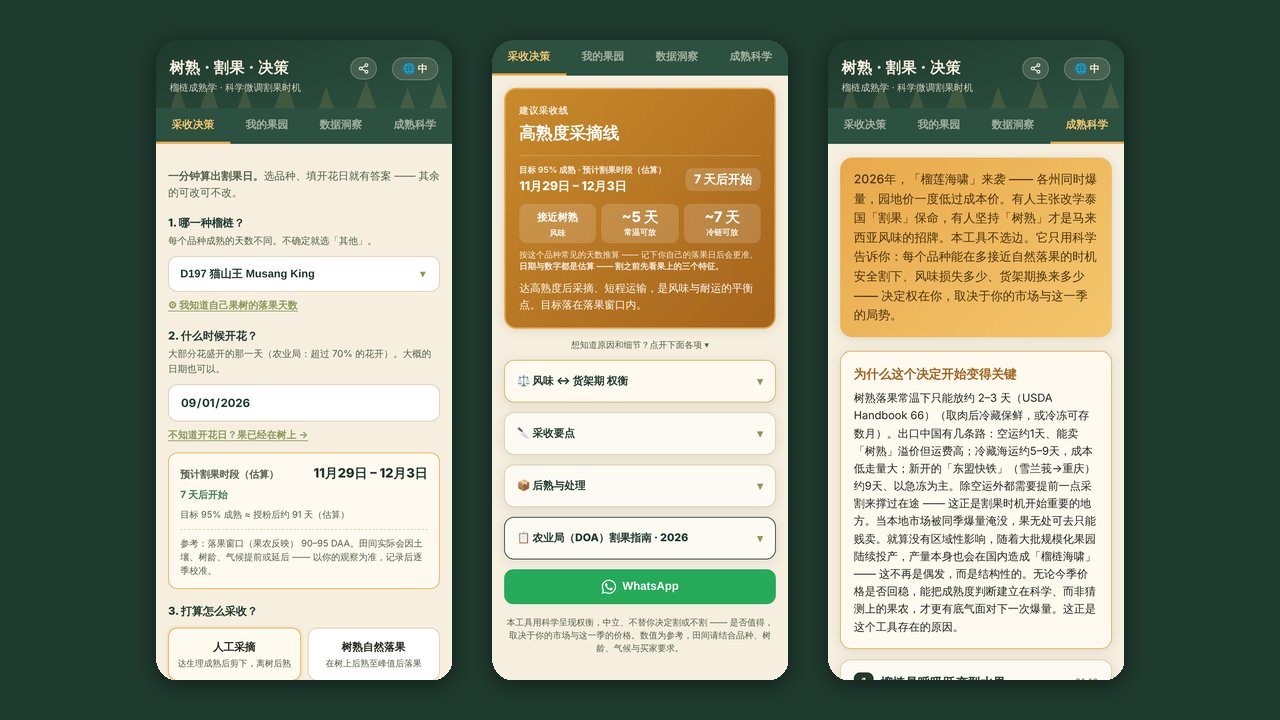 树熟 · 割果 · 决策
中
榴梿成熟学 · 科学微调割果时机
采收决策
我的果园
数据洞察
成熟科学
一分钟算出割果日。选品种、填开花日就有答案 —— 其余
的可改可不改。
1. 哪一种榴梿？
每个品种成熟的天数不同。不确定就选「其他」。
D197 猫山王 Musang King
我知道自己果树的落果天数
2. 什么时候开花？
大部分花盛开的那一天（农业局：超过 70% 的花开）。大概的
日期也可以。
09/01/2026
不知道开花日？果已经在树上 →
预计割果时段（估算）
11月29日 – 12月3日
7 天后开始
目标 95% 成熟 ≈ 授粉后约 91 天（估算）
参考：落果窗口（果农反映） 90–95 DAA。田间实际会因土
壤、树龄、气候提前或延后 —— 以你的观察为准，记录后逐
季校准。
3. 打算怎么采收？
人工采摘
达生理成熟后剪下，离树后熟
树熟自然落果
在树上后熟至峰值后落果
采收决策
我的果园
数据洞察
成熟科学
建议采收线
高熟度采摘线
目标 95% 成熟 · 预计割果时段（估算）
11月29日 – 12月3日
7 天后开始
接近树熟
风味
~5 天
常温可放
~7 天
冷链可放
按这个品种常见的天数推算 —— 记下你自己的落果日后会更准。
日期与数字都是估算 —— 割之前先看果上的三个特征。
达高熟度后采摘、短程运输，是风味与耐运的平衡
点。目标落在落果窗口内。
想知道原因和细节？点开下面各项 ▾
风味 ↔ 货架期 权衡
采收要点
后熟与处理
农业局（DOA）割果指南 · 2026
WhatsApp
本工具用科学呈现权衡，中立、不替你决定割或不割 —— 是否值得，
取决于你的市场与这一季的价格。数值为参考，田间请结合品种、树
龄、气候与买家要求。
树熟 · 割果 · 决策
中
榴梿成熟学 · 科学微调割果时机
采收决策
我的果园
数据洞察
成熟科学
2026年，「榴莲海啸」来袭 —— 各州同时爆
量，园地价一度低过成本价。有人主张改学泰
国「割果」保命，有人坚持「树熟」才是马来
西亚风味的招牌。本工具不选边。它只用科学
告诉你：每个品种能在多接近自然落果的时机
安全割下、风味损失多少、货架期换来多少
—— 决定权在你，取决于你的市场与这一季
的局势。
为什么这个决定开始变得关键
树熟落果常温下只能放约 2–3 天（USDA
Handbook 66）（取肉后冷藏保鲜，或冷冻可存
数月）。出口中国有几条路：空运约1天、能卖
「树熟」溢价但运费高；冷藏海运约5–9天，成本
低走量大；新开的「东盟快铁」（雪兰莪→重庆）
约9天、以急冻为主。除空运外都需要提前一点采
割来撑过在途 —— 这正是割果时机开始重要的地
方。当本地市场被同季爆量淹没，果无处可去只能
贱卖。就算没有区域性影响，随着大批规模化果园
陆续投产，产量本身也会在国内造成「榴梿海啸」
—— 这不再是偶发，而是结构性的。无论今季价
格是否回稳，能把成熟度判断建立在科学、而非猜
测上的果农，才更有底气面对下一次爆量。这正是
这个工具存在的原因。